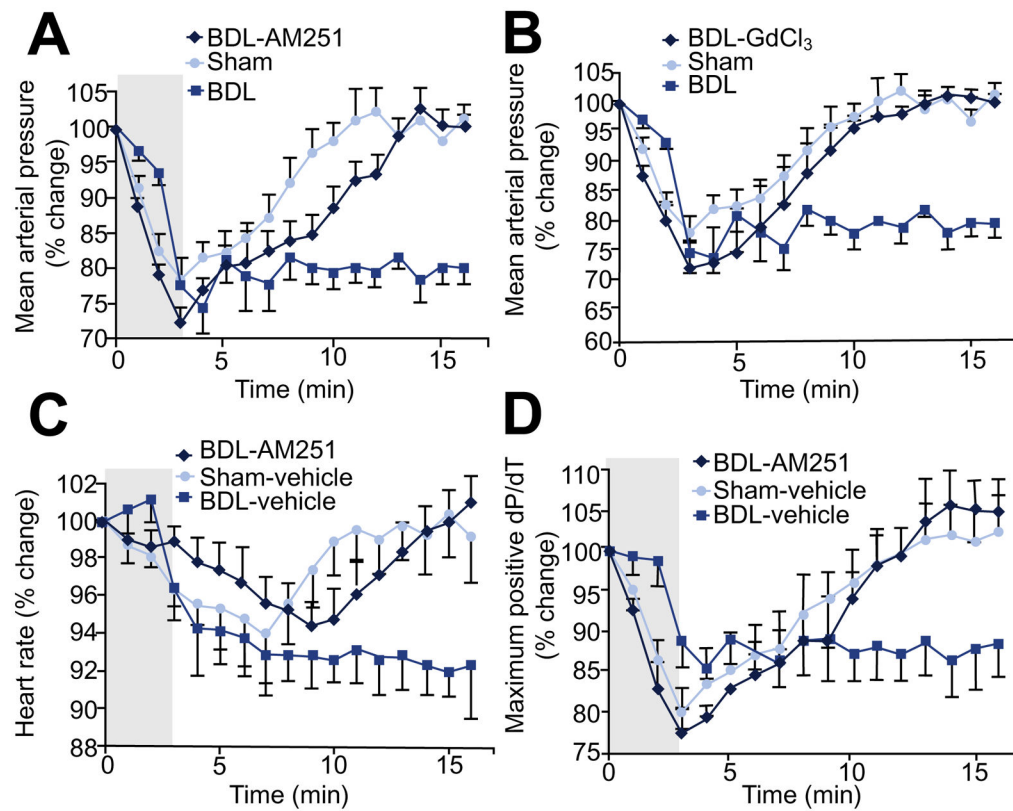 A
BDL-AM251
Sham
BDL
Mean arterial pressure
(% change)
105
100
95
90
85
80
75
70
0
5
10
15
Time (min)
B
BDL-GdCl₃
Sham
BDL
Mean arterial pressure
(% change)
105
100
95
90
85
80
75
70
65
60
0
5
10
15
Time (min)
C
BDL-AM251
Sham-vehicle
BDL-vehicle
Heart rate (% change)
102
100
98
96
94
92
90
88
0
5
10
15
Time (min)
D
BDL-AM251
Sham-vehicle
BDL-vehicle
Maximum positive dP/dT
(% change)
110
105
100
95
90
85
80
75
0
5
10
15
Time (min)